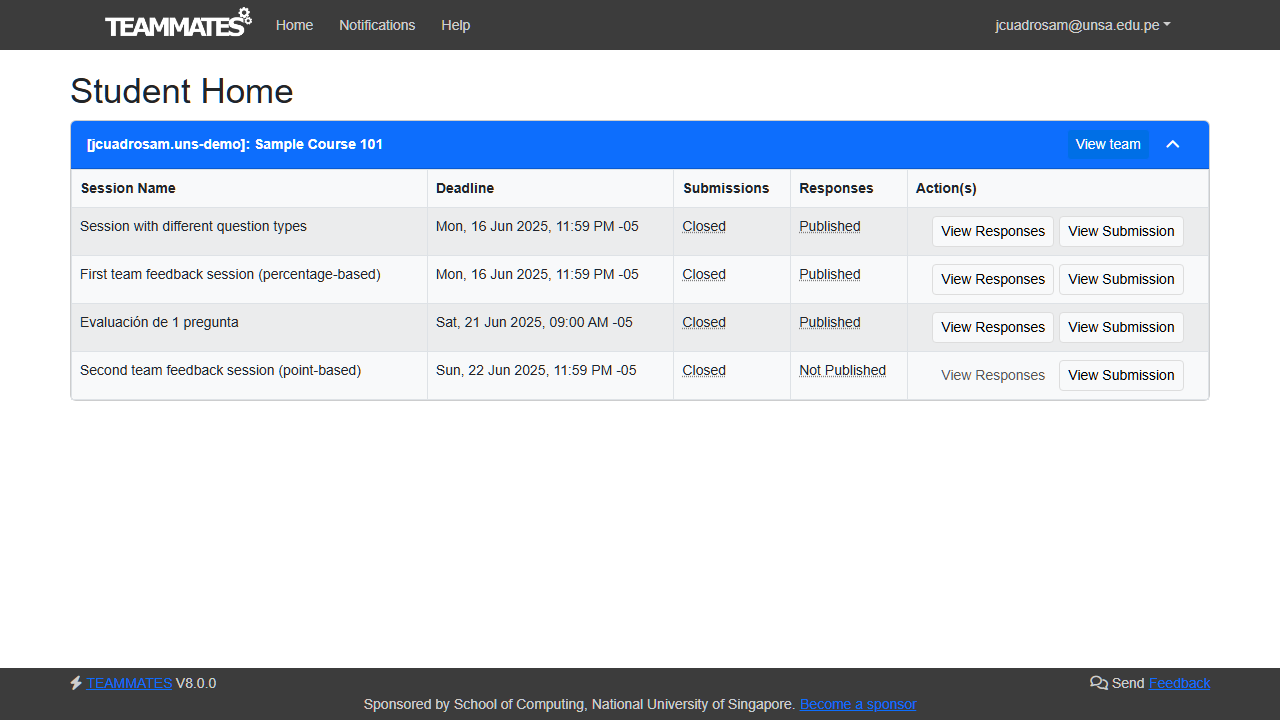 TEAMMATES Home Notifications Help jcuadrosam@unsa.edu.pe
Student Home
[jcuadrosam.uns-demo]: Sample Course 101 View team
Session Name Deadline Submissions Responses Action(s)
Session with different question types Mon, 16 Jun 2025, 11:59 PM -05 Closed Published View Responses View Submission
First team feedback session (percentage-based) Mon, 16 Jun 2025, 11:59 PM -05 Closed Published View Responses View Submission
Evaluación de 1 pregunta Sat, 21 Jun 2025, 09:00 AM -05 Closed Published View Responses View Submission
Second team feedback session (point-based) Sun, 22 Jun 2025, 11:59 PM -05 Closed Not Published View Responses View Submission
TEAMMATES V8.0.0 Send Feedback
Sponsored by School of Computing, National University of Singapore. Become a sponsor